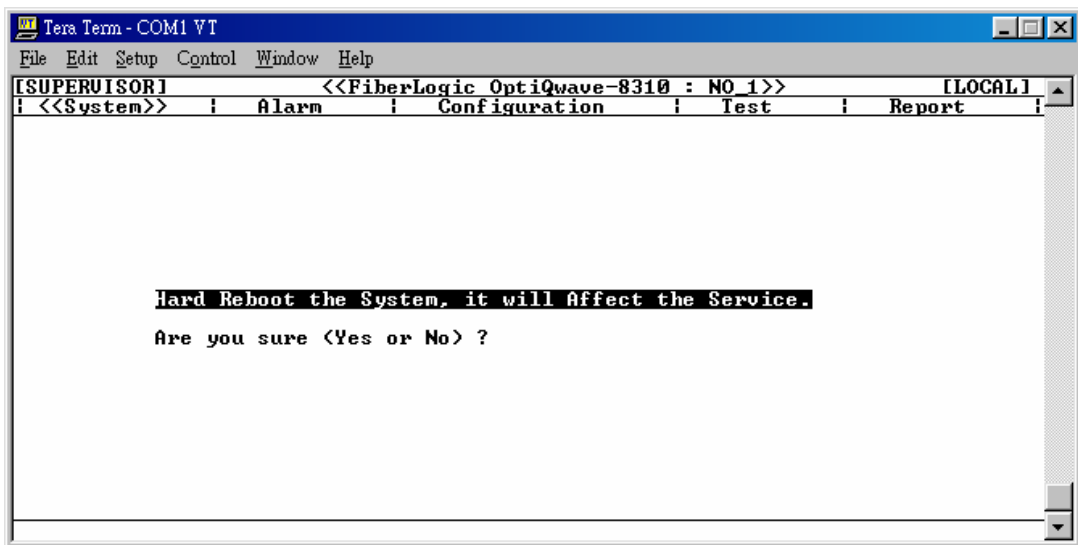 Tera Term - COM1 VT
File Edit Setup Control Window Help
[SUPERVISOR] <<FiberLogic OptiQwave-8310 : NO_1>> [LOCAL]
¦ <<System>> ¦ Alarm ¦ Configuration ¦ Test ¦ Report ¦
Hard Reboot the System, it will Affect the Service.
Are you sure (Yes or No) ?